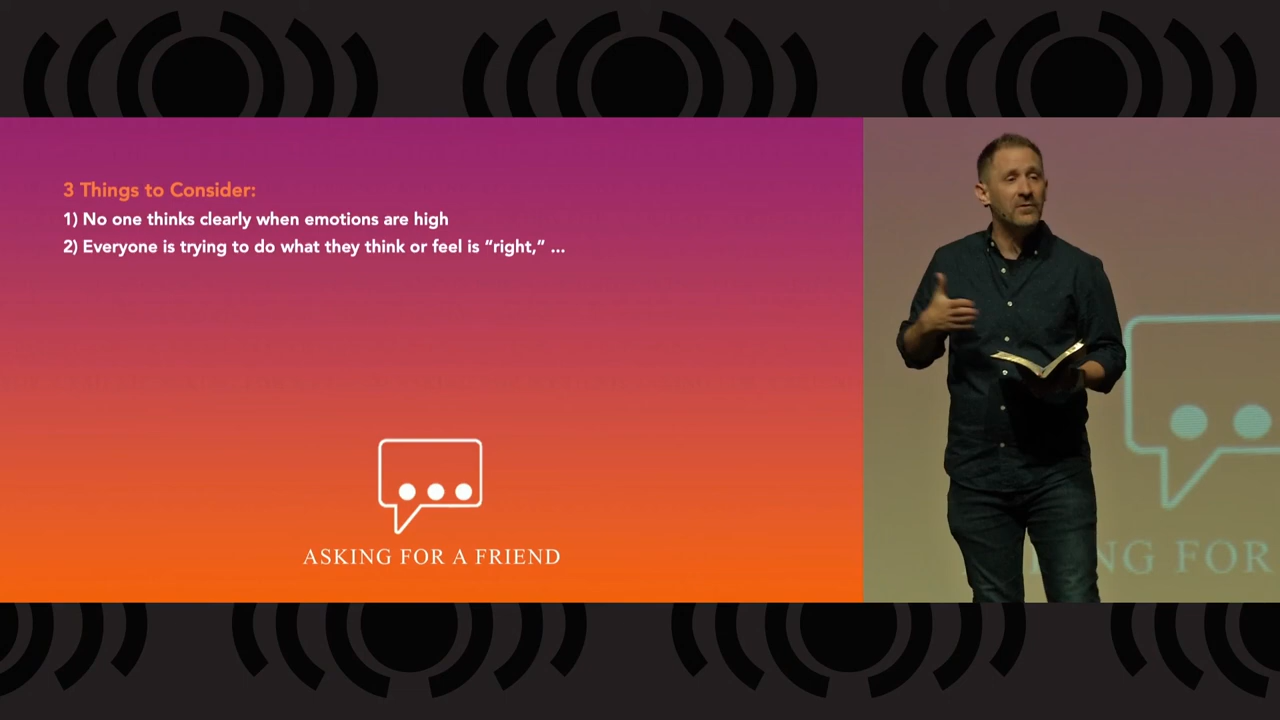 3 Things to Consider:
1) No one thinks clearly when emotions are high
2) Everyone is trying to do what they think or feel is “right,” ...
ASKING FOR A FRIEND
NG FOR